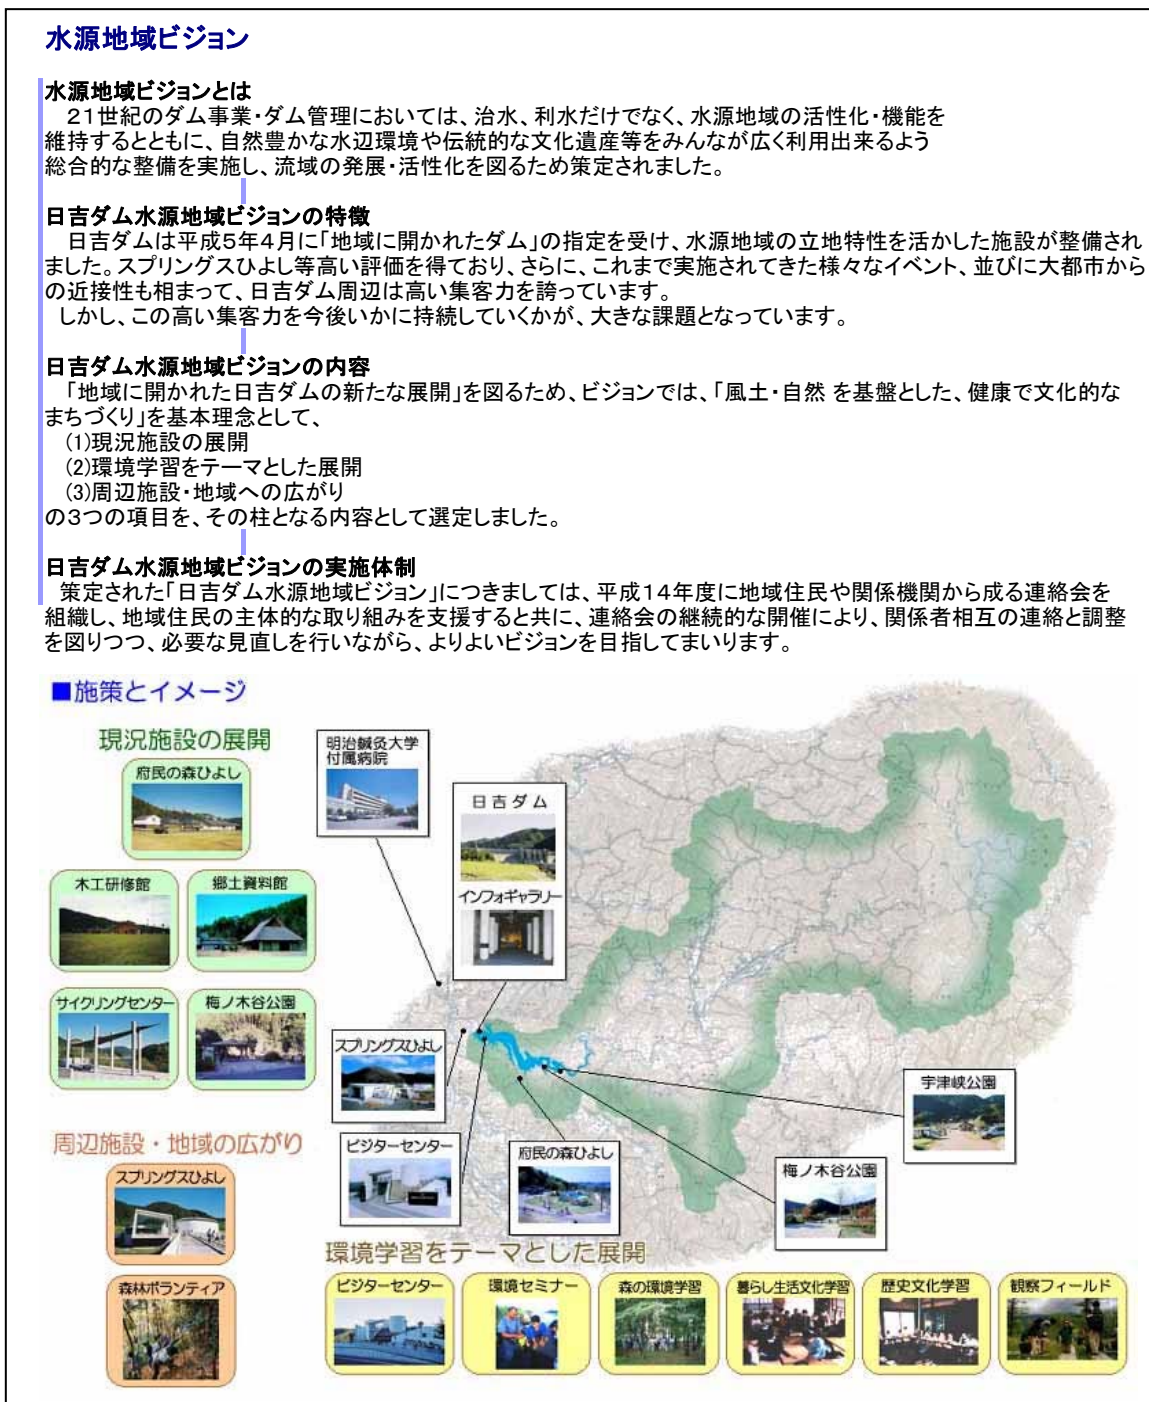 水源地域ビジョン
水源地域ビジョンとは
２１世紀のダム事業・ダム管理においては、治水、利水だけでなく、水源地域の活性化・機能を
維持するとともに、自然豊かな水辺環境や伝統的な文化遺産等をみんなが広く利用出来るよう
総合的な整備を実施し、流域の発展・活性化を図るため策定されました。
日吉ダム水源地域ビジョンの特徴
日吉ダムは平成５年４月に「地域に開かれたダム」の指定を受け、水源地域の立地特性を活かした施設が整備され
ました。スプリングスひよし等高い評価を得ており、さらに、これまで実施されてきた様々なイベント、並びに大都市から
の近接性も相まって、日吉ダム周辺は高い集客力を誇っています。
しかし、この高い集客力を今後いかに持続していくかが、大きな課題となっています。
日吉ダム水源地域ビジョンの内容
「地域に開かれた日吉ダムの新たな展開」を図るため、ビジョンでは、「風土・自然 を基盤とした、健康で文化的な
まちづくり」を基本理念として、
(1)現況施設の展開
(2)環境学習をテーマとした展開
(3)周辺施設・地域への広がり
の３つの項目を、その柱となる内容として選定しました。
日吉ダム水源地域ビジョンの実施体制
策定された「日吉ダム水源地域ビジョン」につきましては、平成１４年度に地域住民や関係機関から成る連絡会を
組織し、地域住民の主体的な取り組みを支援すると共に、連絡会の継続的な開催により、関係者相互の連絡と調整
を図りつつ、必要な見直しを行いながら、よりよいビジョンを目指してまいります。
■施策とイメージ
現況施設の展開
府民の森ひよし
木工研修館
郷土資料館
サイクリングセンター
梅ノ木谷公園
周辺施設・地域の広がり
スプリングスひよし
森林ボランティア
明治鍼灸大学
付属病院
日吉ダム
インフォギャラリー
スプリングスひよし
ビジターセンター
府民の森ひよし
梅ノ木谷公園
宇津峡公園
環境学習をテーマとした展開
ビジターセンター
環境セミナー
森の環境学習
暮らし生活文化学習
歴史文化学習
観察フィールド